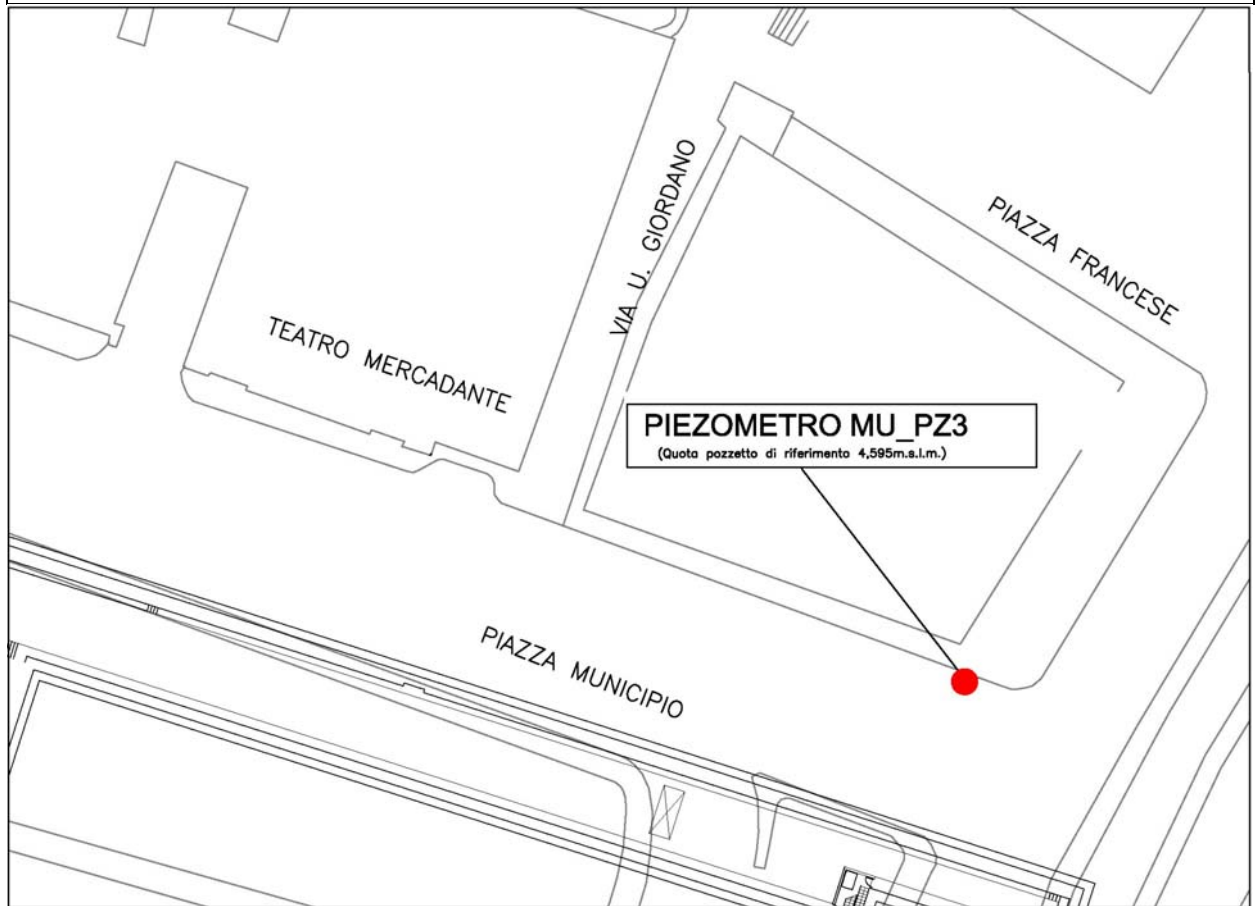 VIA U. GIORDANO
PIAZZA FRANCESE
TEATRO MERCADANTE
PIEZOMETRO MU_PZ3
(Quota pozzetto di riferimento 4,595m.s.l.m.)
PIAZZA MUNICIPIO